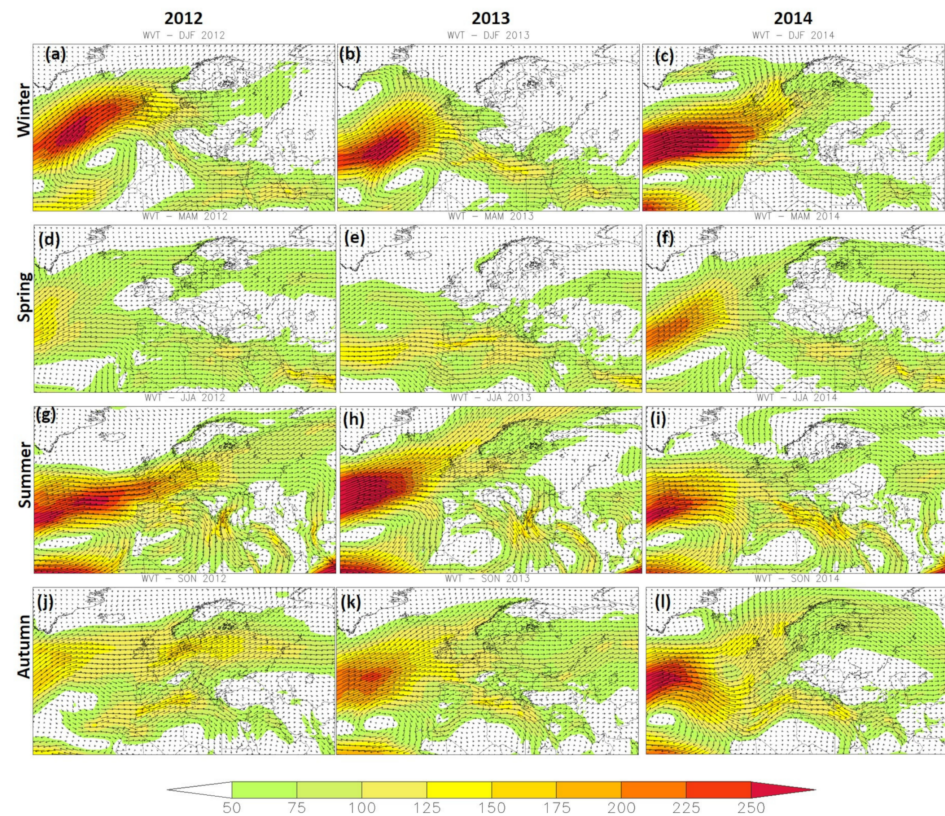 2012 2013 2014
WVT – DJF 2012 WVT – DJF 2013 WVT – DJF 2014
Winter (a) (b) (c)
WVT – MAM 2012 WVT – MAM 2013 WVT – MAM 2014
Spring (d) (e) (f)
WVT – JJA 2012 WVT – JJA 2013 WVT – JJA 2014
Summer (g) (h) (i)
WVT – SON 2012 WVT – SON 2013 WVT – SON 2014
Autumn (j) (k) (l)
50 75 100 125 150 175 200 225 250